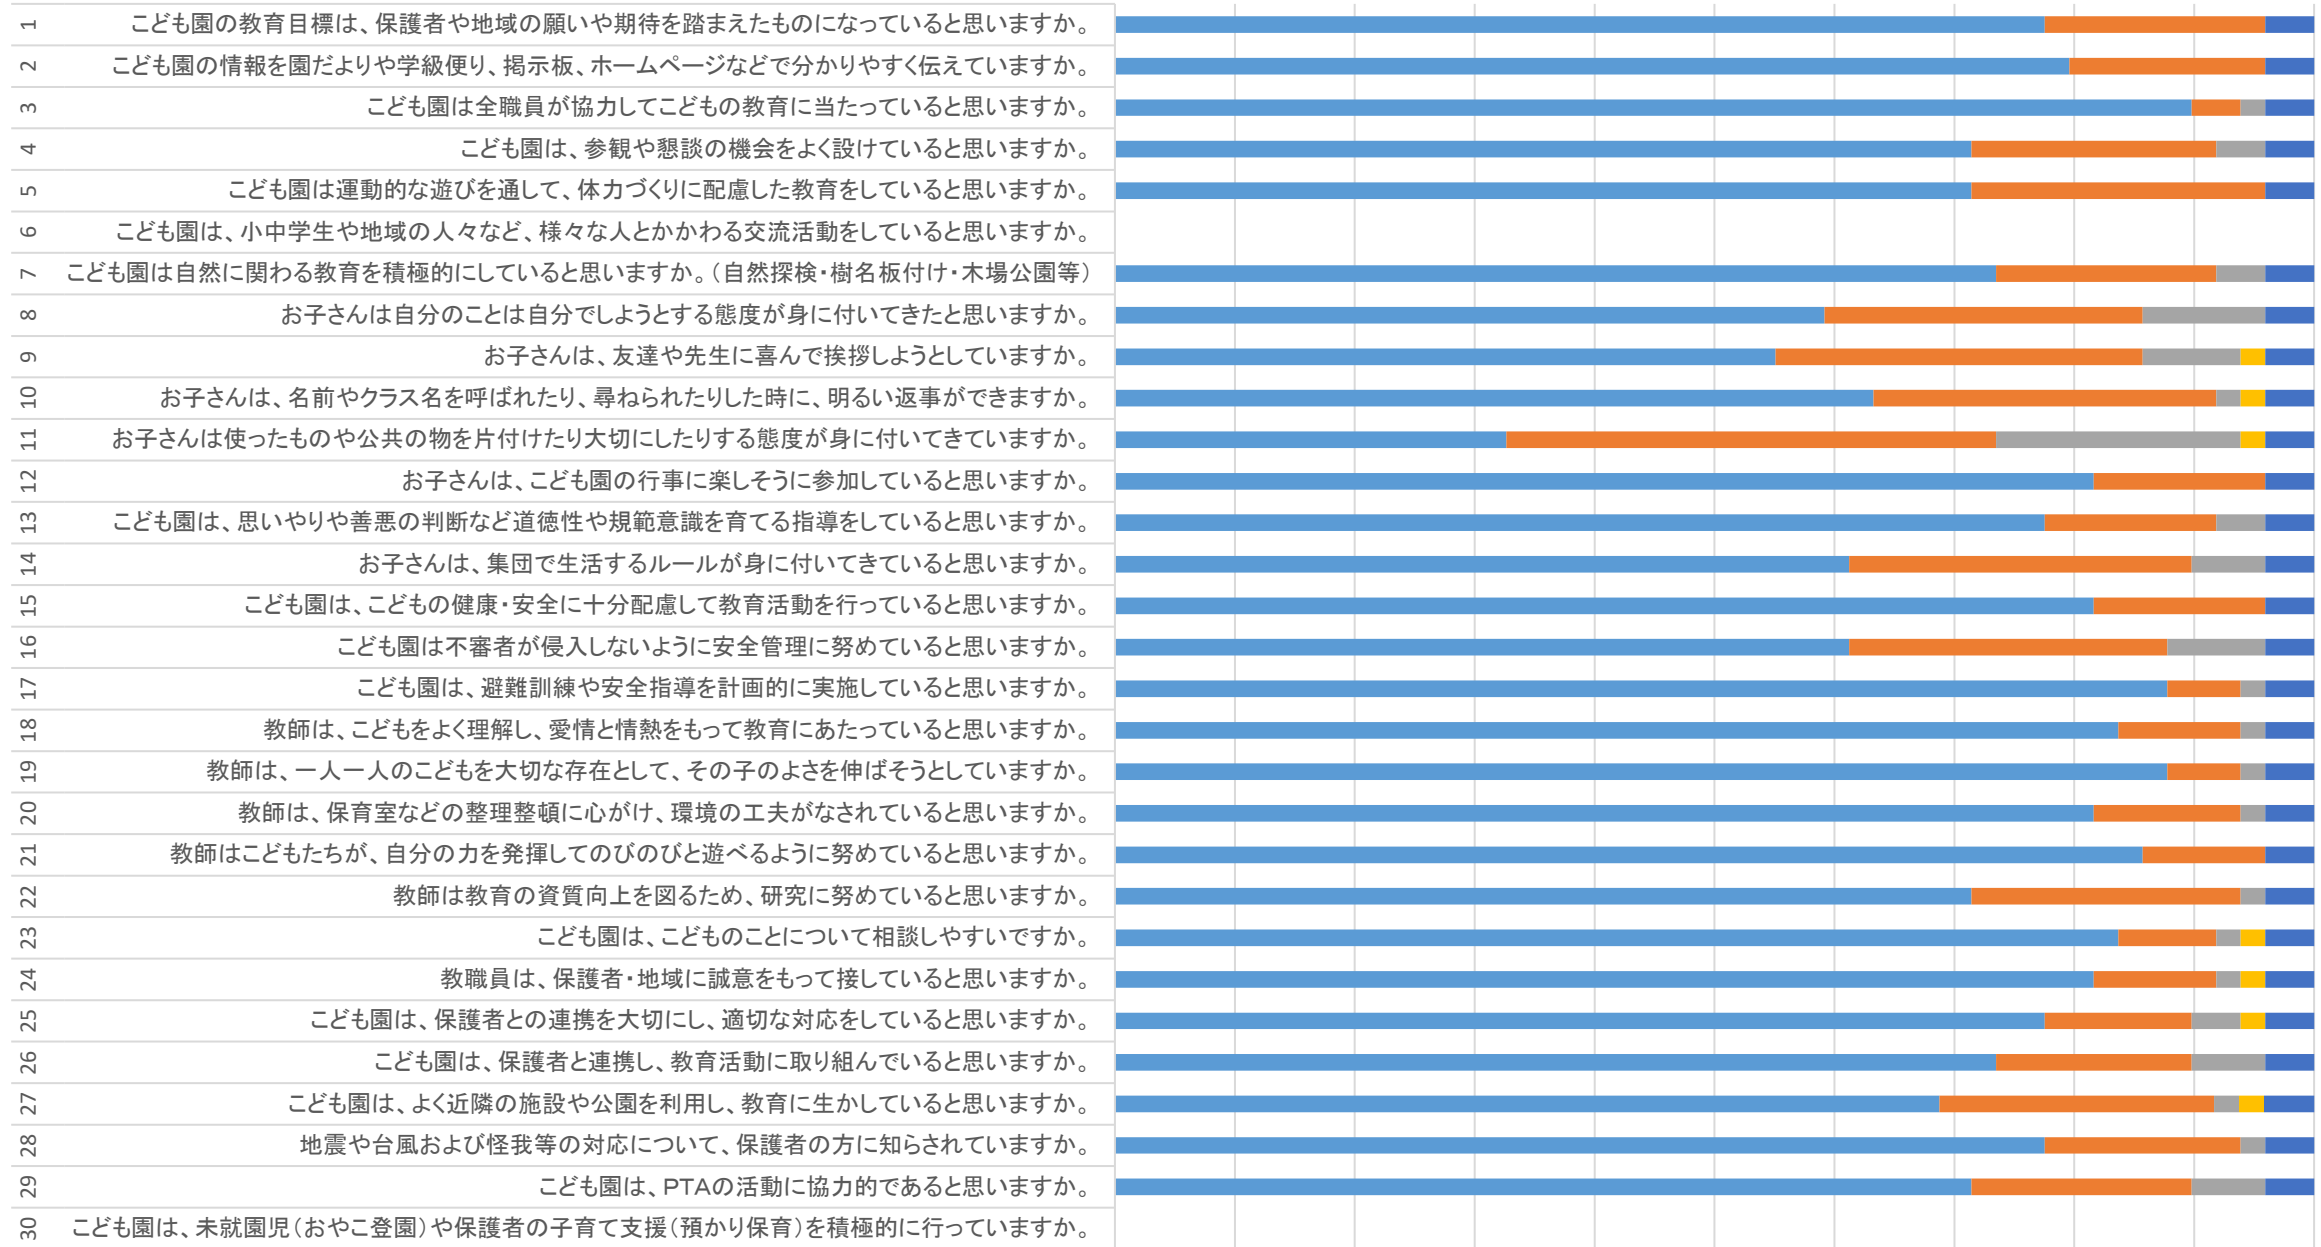 1 こども園の教育目標は、保護者や地域の願いや期待を踏まえたものになっていると思いますか。
2 こども園の情報を園だよりや学級便り、掲示板、ホームページなどで分かりやすく伝えていますか。
3 こども園は全職員が協力してこどもの教育に当たっていると思いますか。
4 こども園は、参観や懇談の機会をよく設けていると思いますか。
5 こども園は運動的な遊びを通して、体力づくりに配慮した教育をしていると思いますか。
6 こども園は、小中学生や地域の人々など、様々な人とかかわる交流活動をしていると思いますか。
7 こども園は自然に関わる教育を積極的にしていると思いますか。(自然探検・樹名板付け・木場公園等)
8 お子さんは自分のことは自分でしようとする態度が身に付いてきたと思いますか。
9 お子さんは、友達や先生に喜んで挨拶しようとしていますか。
10 お子さんは、名前やクラス名を呼ばれたり、尋ねられたりした時に、明るい返事ができますか。
11 お子さんは使ったものや公共の物を片付けたり大切にしたりする態度が身に付いてきていますか。
12 お子さんは、こども園の行事に楽しそうに参加していると思いますか。
13 こども園は、思いやりや善悪の判断など道徳性や規範意識を育てる指導をしていると思いますか。
14 お子さんは、集団で生活するルールが身に付いてきていると思いますか。
15 こども園は、こどもの健康・安全に十分配慮して教育活動を行っていると思いますか。
16 こども園は不審者が侵入しないように安全管理に努めていると思いますか。
17 こども園は、避難訓練や安全指導を計画的に実施していると思いますか。
18 教師は、こどもをよく理解し、愛情と情熱をもって教育にあたっていると思いますか。
19 教師は、一人一人のこどもを大切な存在として、その子のよさを伸ばそうとしていますか。
20 教師は、保育室などの整理整頓に心がけ、環境の工夫がなされていると思いますか。
21 教師はこどもたちが、自分の力を発揮してのびのびと遊べるように努めていると思いますか。
22 教師は教育の資質向上を図るため、研究に努めていると思いますか。
23 こども園は、こどものことについて相談しやすいですか。
24 教職員は、保護者・地域に誠意をもって接していると思いますか。
25 こども園は、保護者との連携を大切にし、適切な対応をしていると思いますか。
26 こども園は、保護者と連携し、教育活動に取り組んでいると思いますか。
27 こども園は、よく近隣の施設や公園を利用し、教育に生かしていると思いますか。
28 地震や台風および怪我等の対応について、保護者の方に知らされていますか。
29 こども園は、PTAの活動に協力的であると思いますか。
30 こども園は、未就園児(おやこ登園)や保護者の子育て支援(預かり保育)を積極的に行っていますか。